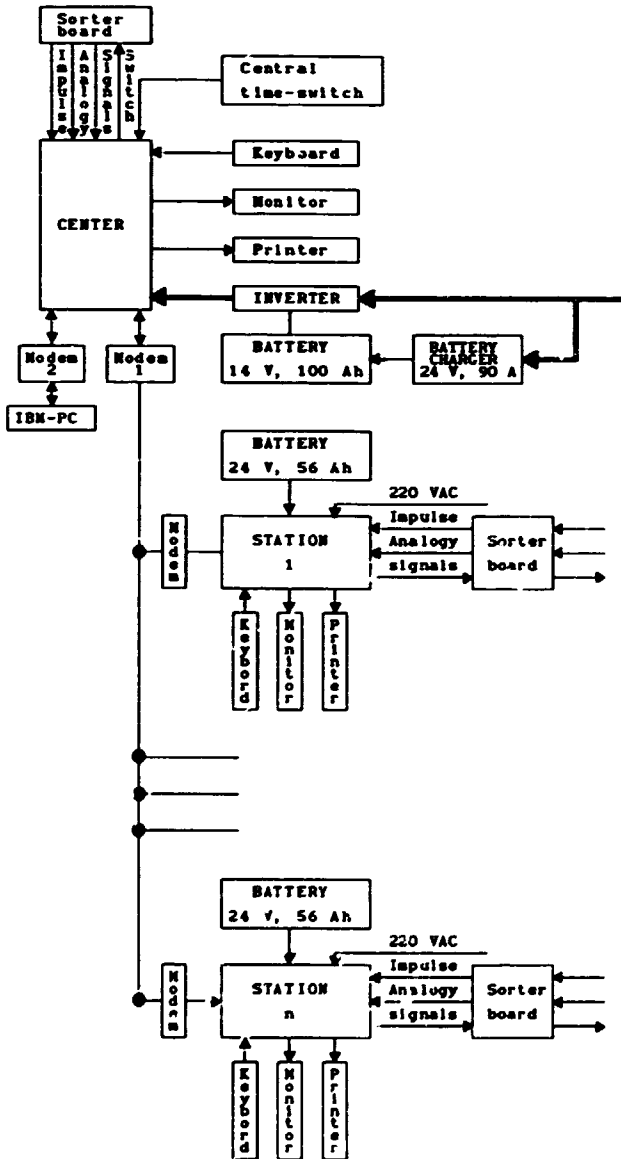 Sorter
board
Impulse
Analogy
Signals
Switch
Central
time-switch
CENTER
Keyboard
Monitor
Printer
INVERTER
BATTERY
14 V, 100 Ah
BATTERY
CHARGER
24 V, 90 A
Modem
2
Modem
1
IBM-PC
BATTERY
24 V, 56 Ah
220 VAC
Modem
STATION
1
Impulse
Analogy
signals
Sorter
board
Keybord
Monitor
Printer
BATTERY
24 V, 56 Ah
220 VAC
Modem
STATION
n
Impulse
Analogy
signals
Sorter
board
Keybord
Monitor
Printer